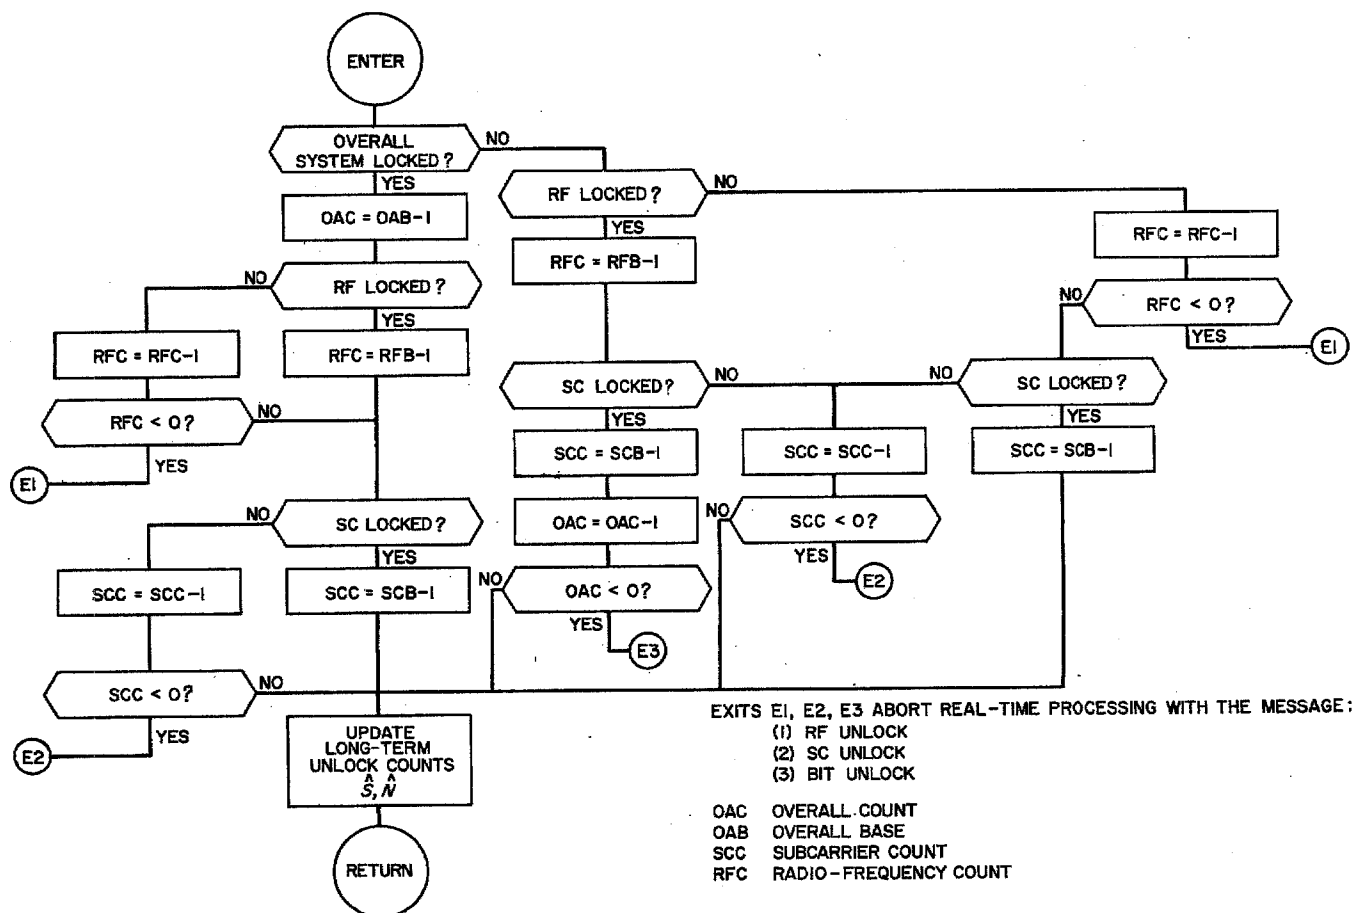 ENTER
OVERALL
SYSTEM LOCKED?
NO
YES
OAC = OAB-1
RF LOCKED?
NO
YES
RFC = RFB-1
RFC = RFC-1
RFC < 0?
NO
YES
E1
RF LOCKED?
NO
YES
RFC = RFC-1
RFC = RFB-1
RFC < 0?
NO
YES
E1
SC LOCKED?
NO
YES
SCC = SCB-1
OAC = OAC-1
OAC < 0?
NO
YES
E3
SCC = SCC-1
SCC < 0?
NO
YES
E2
NO
SC LOCKED?
YES
SCC = SCB-1
SC LOCKED?
NO
YES
SCC = SCC-1
SCC = SCB-1
SCC < 0?
NO
YES
E2
UPDATE
LONG-TERM
UNLOCK COUNTS
Ŝ, N̂
RETURN
EXITS E1, E2, E3 ABORT REAL-TIME PROCESSING WITH THE MESSAGE:
(1) RF UNLOCK
(2) SC UNLOCK
(3) BIT UNLOCK
OAC OVERALL COUNT
OAB OVERALL BASE
SCC SUBCARRIER COUNT
RFC RADIO-FREQUENCY COUNT